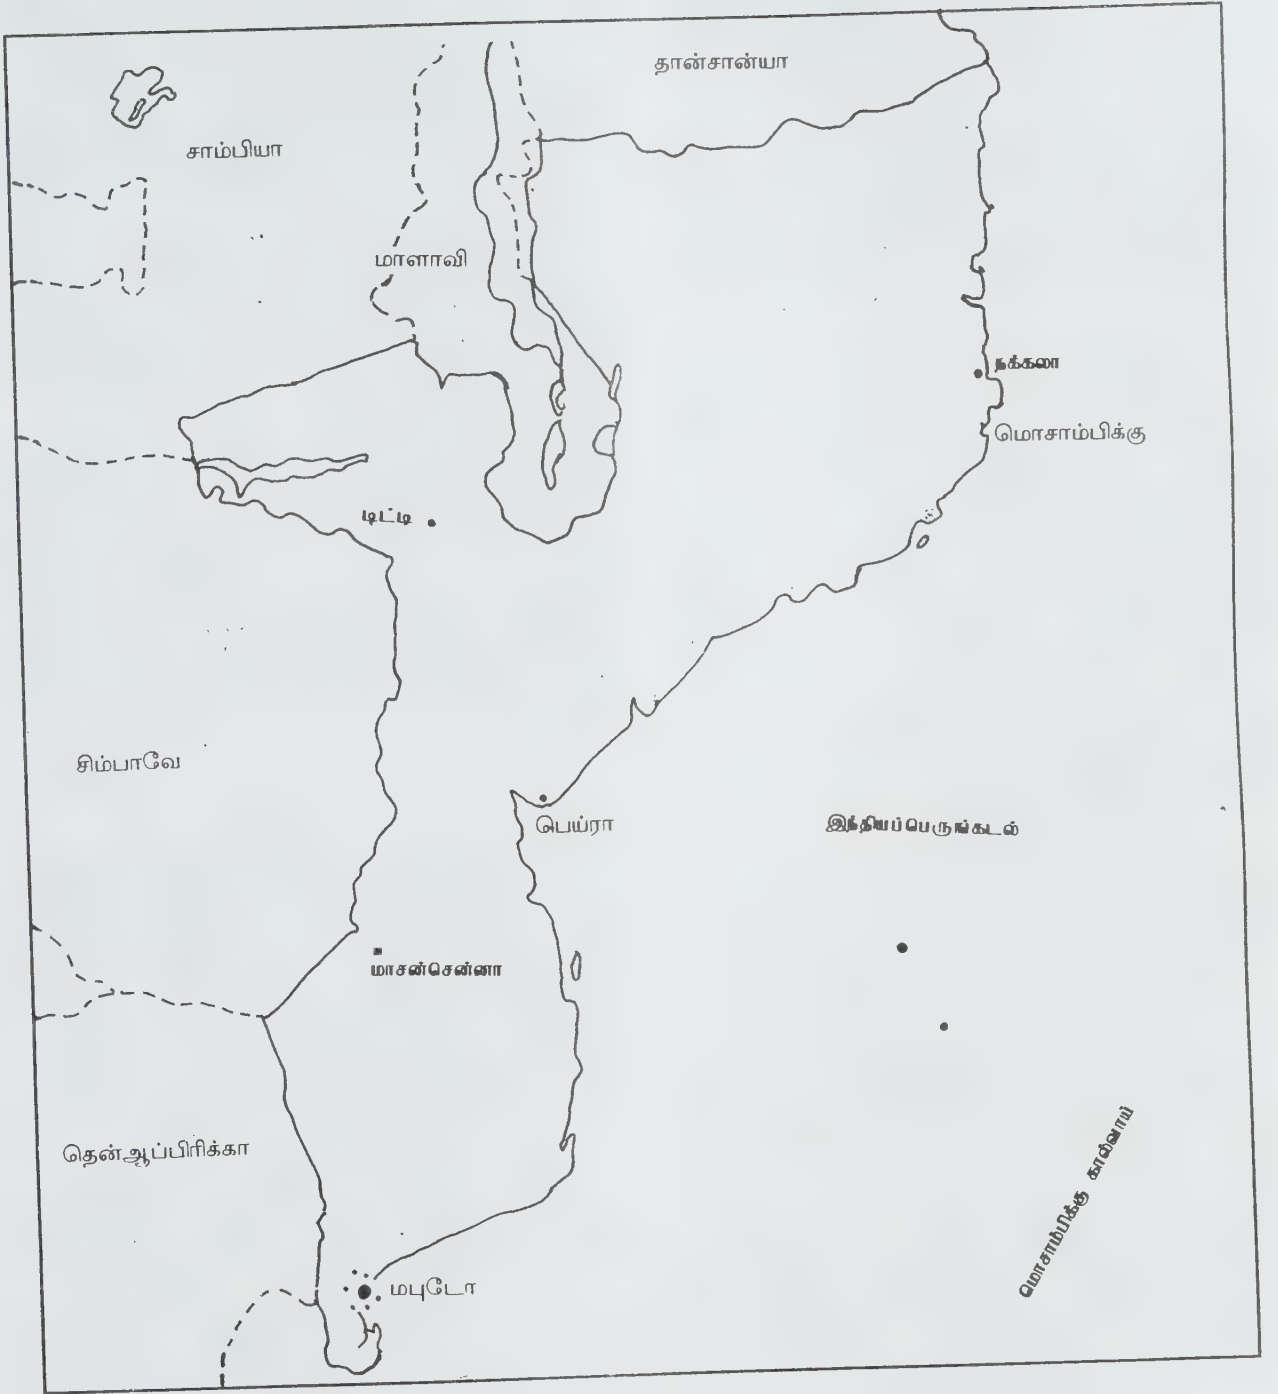 தான்சான்யா
சாம்பியா
மாளாவி
நக்கலா
மொசாம்பிக்கு
டிட்டி
சிம்பாவே
பெய்ரா
இந்தியப்பெருங்கடல்
மாசன்சென்னா
தென்ஆப்பிரிக்கா
மொசாம்பிக்கு கால்வாய்
மபுடோ